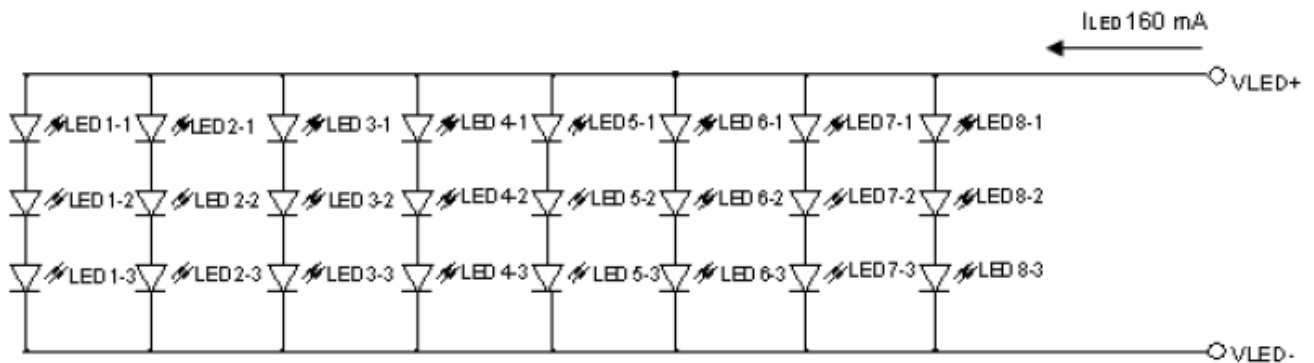 ILED 160 mA
VLED+
LED 1-1 LED 2-1 LED 3-1 LED 4-1 LED 5-1 LED 6-1 LED 7-1 LED 8-1
LED 1-2 LED 2-2 LED 3-2 LED 4-2 LED 5-2 LED 6-2 LED 7-2 LED 8-2
LED 1-3 LED 2-3 LED 3-3 LED 4-3 LED 5-3 LED 6-3 LED 7-3 LED 8-3
VLED-